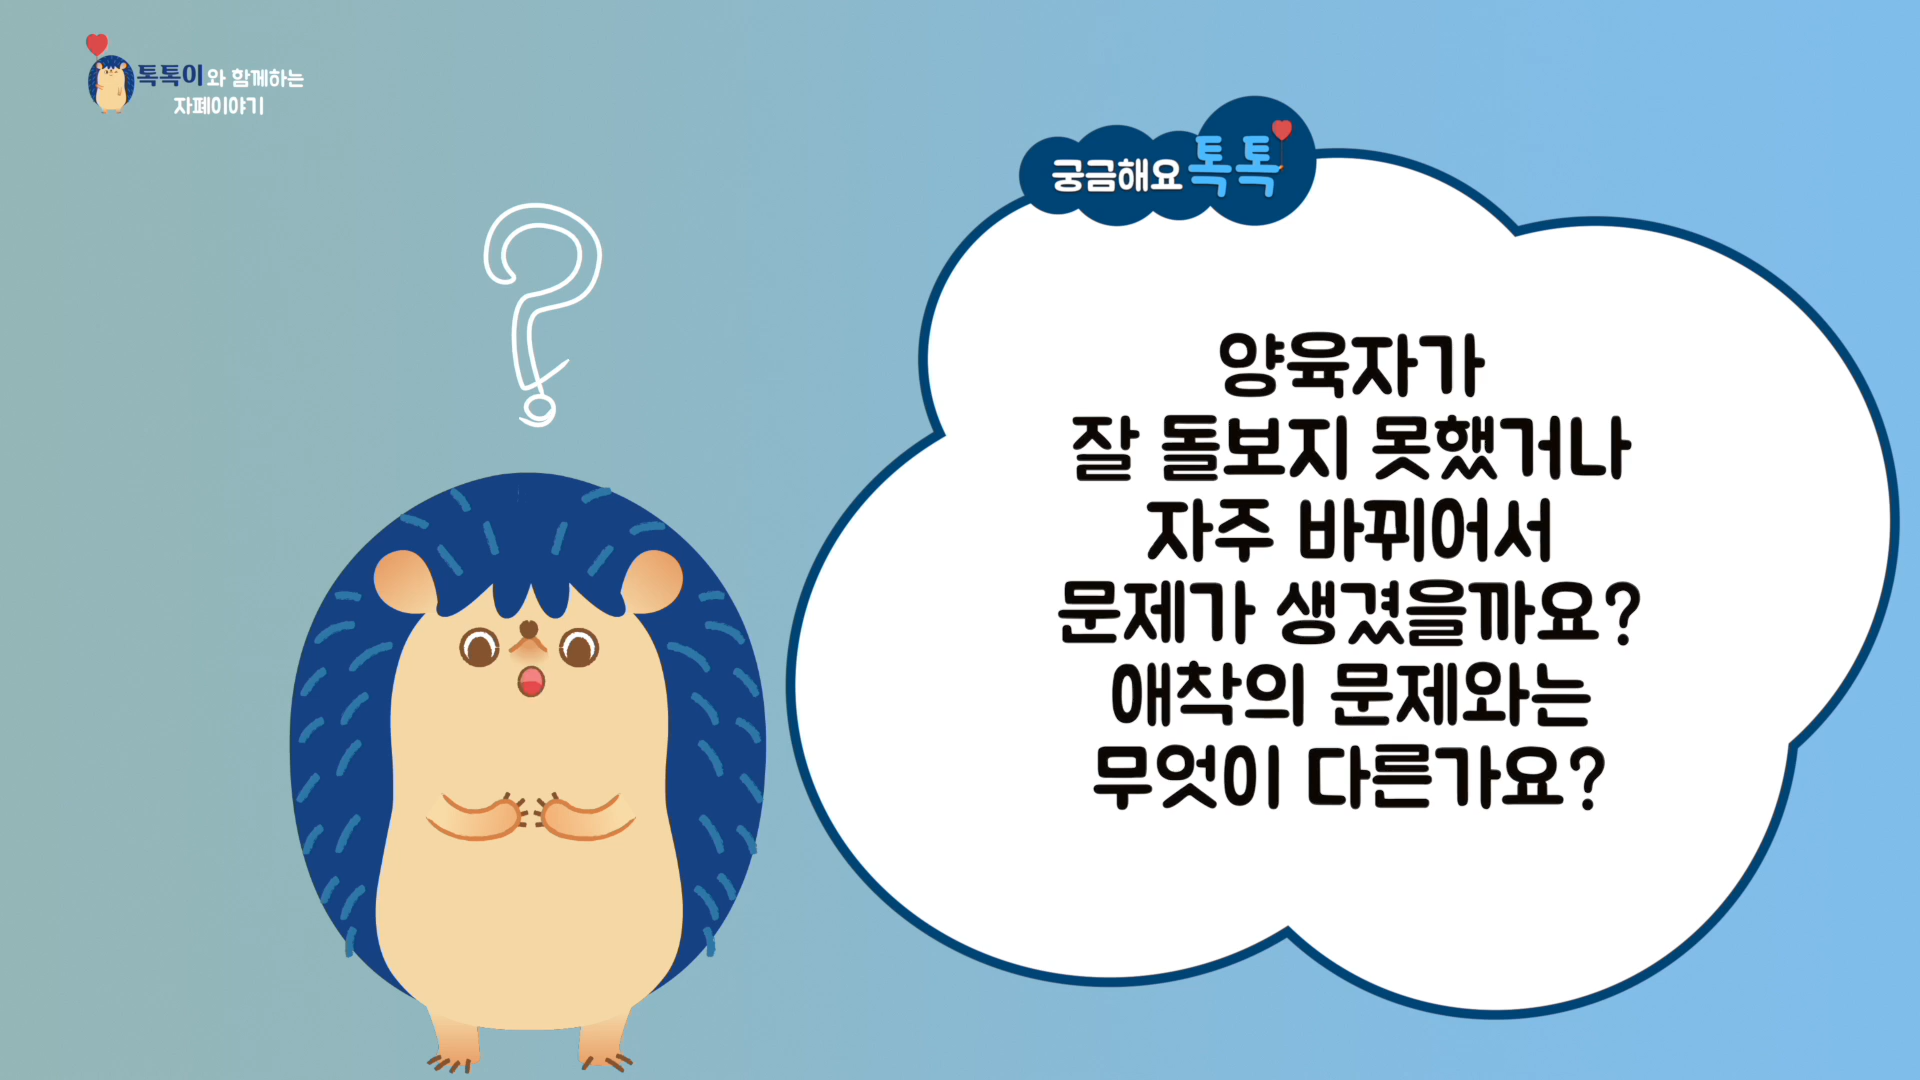 톡톡이와 함께하는
자폐이야기
궁금해요 톡톡
양육자가
잘 돌보지 못했거나
자주 바뀌어서
문제가 생겼을까요?
애착의 문제와는
무엇이 다른가요?